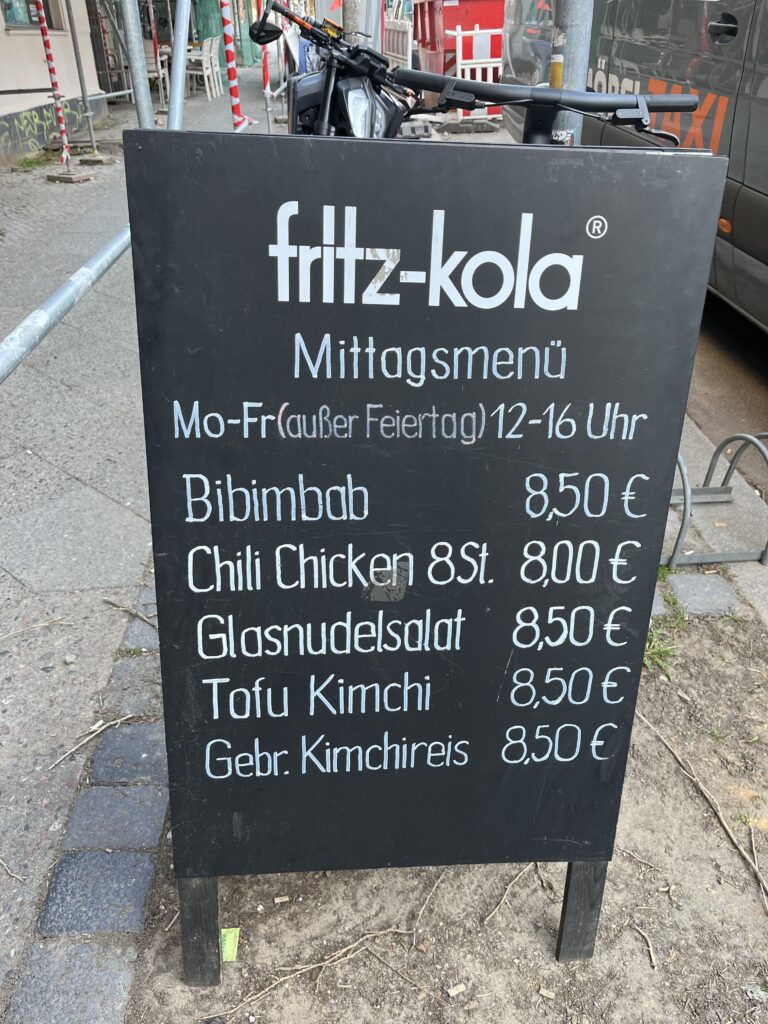 fritz-kola®
Mittagsmenü
Mo-Fr (außer Feiertag) 12-16 Uhr
Bibimbab 8,50 €
Chili Chicken 8St. 8,00 €
Glasnudelsalat 8,50 €
Tofu Kimchi 8,50 €
Gebr. Kimchireis 8,50 €
TAXI